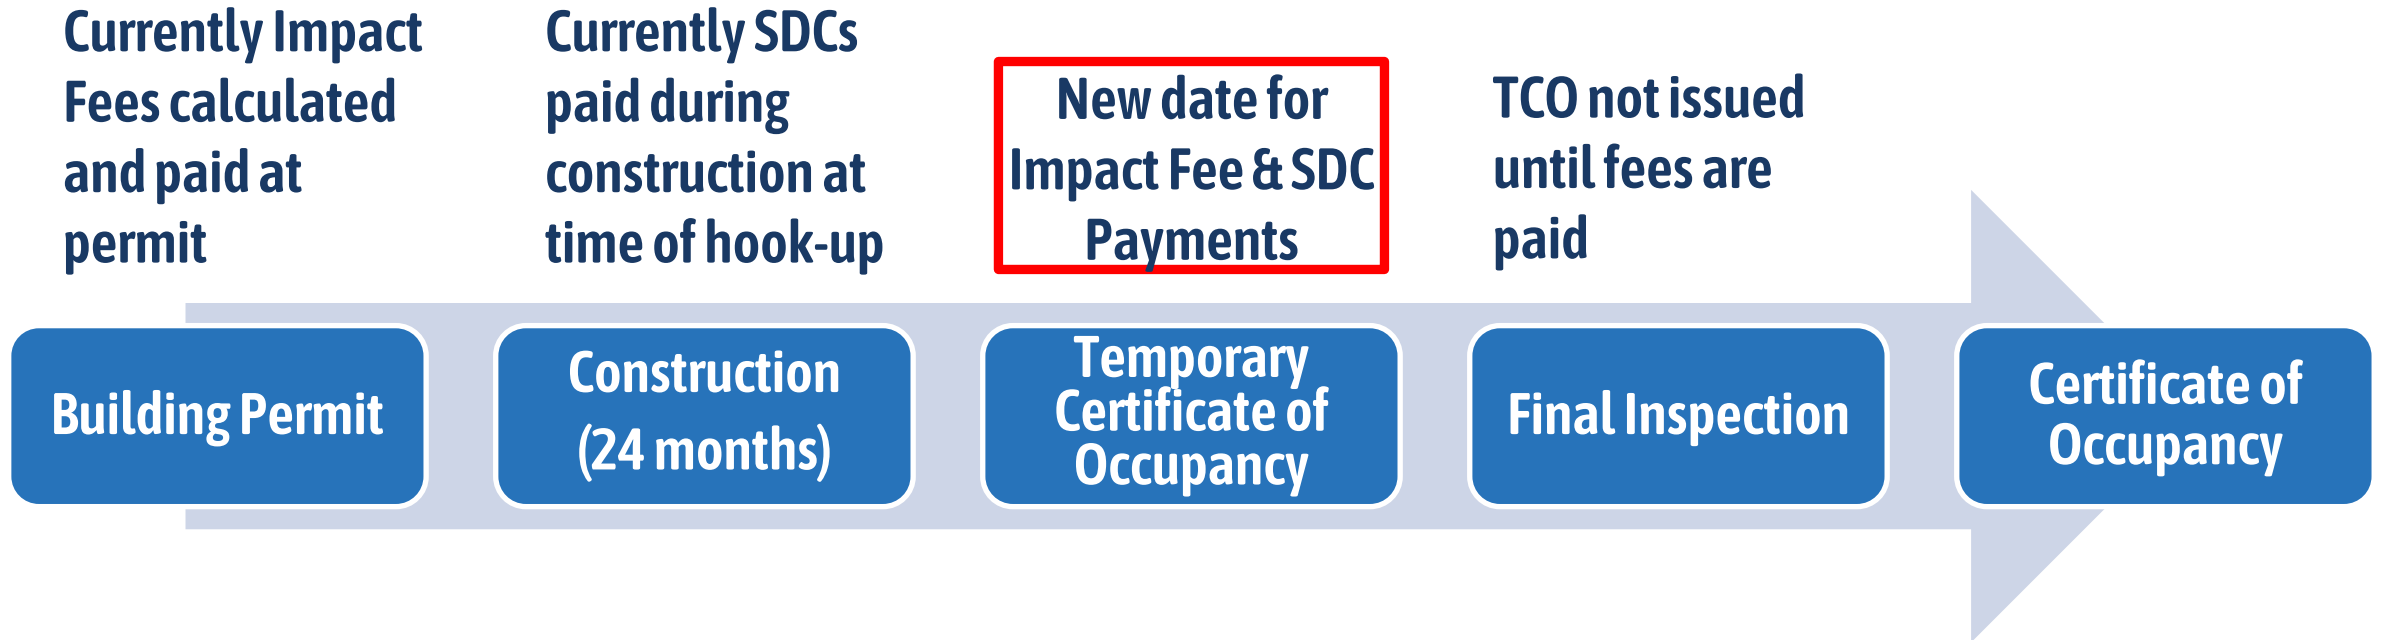 Currently Impact
Fees calculated
and paid at
permit
Currently SDCs
paid during
construction at
time of hook-up
New date for
Impact Fee & SDC
Payments
TCO not issued
until fees are
paid
Building Permit
Construction
(24 months)
Temporary
Certificate of
Occupancy
Final Inspection
Certificate of
Occupancy